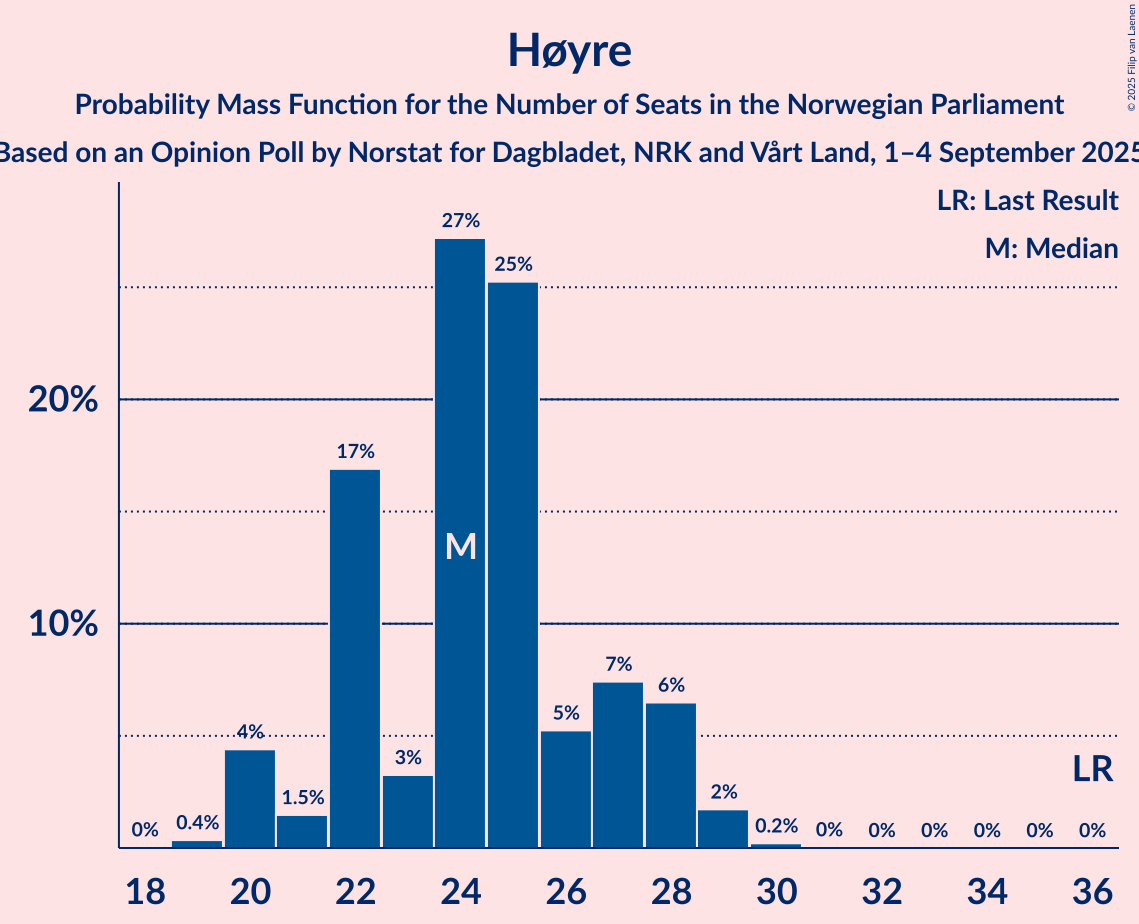 © 2025 Filip van Laenen
Høyre
Probability Mass Function for the Number of Seats in the Norwegian Parliament
Based on an Opinion Poll by Norstat for Dagbladet, NRK and Vårt Land, 1–4 September 2025
LR: Last Result
M: Median
27%
25%
20%
17%
M
10%
7%
6%
5%
4%
3%
LR
2%
1.5%
0%
0.4%
0.2%
0%
0%
0%
0%
0%
0%
18 20 22 24 26 28 30 32 34 36